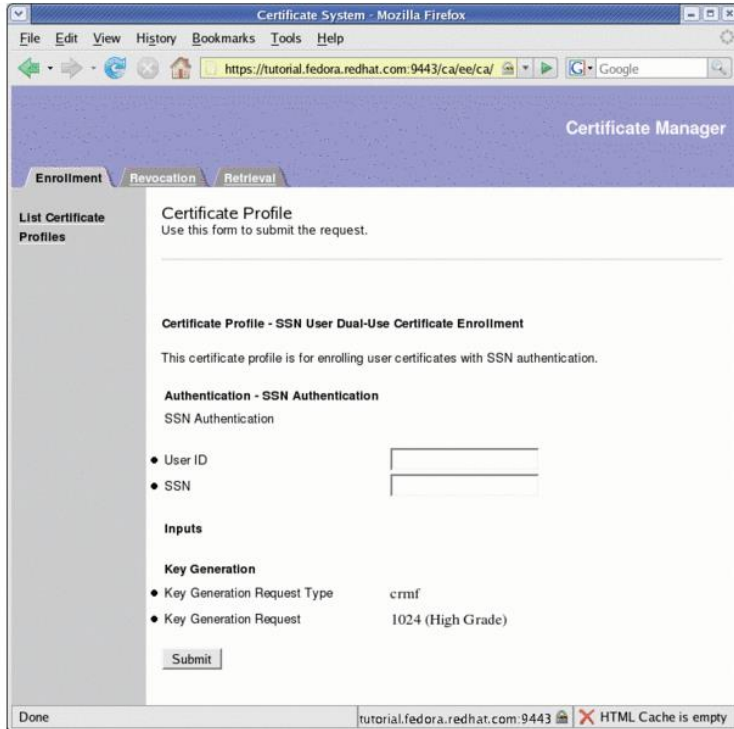 Certificate System - Mozilla Firefox
File Edit View History Bookmarks Tools Help
https://tutorial.fedora.redhat.com:9443/ca/ee/ca/
G Google
Certificate Manager
Enrollment Revocation Retrieval
List Certificate
Profiles
Certificate Profile
Use this form to submit the request.
Certificate Profile - SSN User Dual-Use Certificate Enrollment
This certificate profile is for enrolling user certificates with SSN authentication.
Authentication - SSN Authentication
SSN Authentication
User ID
SSN
Inputs
Key Generation
Key Generation Request Type crmf
Key Generation Request 1024 (High Grade)
Submit
Done tutorial.fedora.redhat.com:9443 HTML Cache is empty